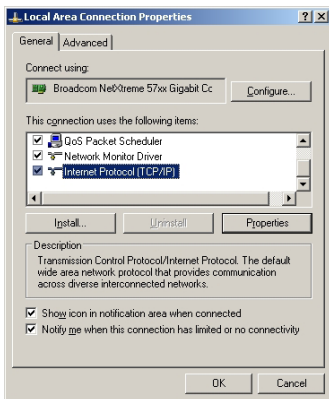 Local Area Connection Properties
General Advanced
Connect using:
Broadcom NetXtreme 57xx Gigabit Cc
Configure...
This connection uses the following items:
QoS Packet Scheduler
Network Monitor Driver
Internet Protocol (TCP/IP)
Install... Uninstall Properties
Description
Transmission Control Protocol/Internet Protocol. The default
wide area network protocol that provides communication
across diverse interconnected networks.
Show icon in notification area when connected
Notify me when this connection has limited or no connectivity
OK Cancel